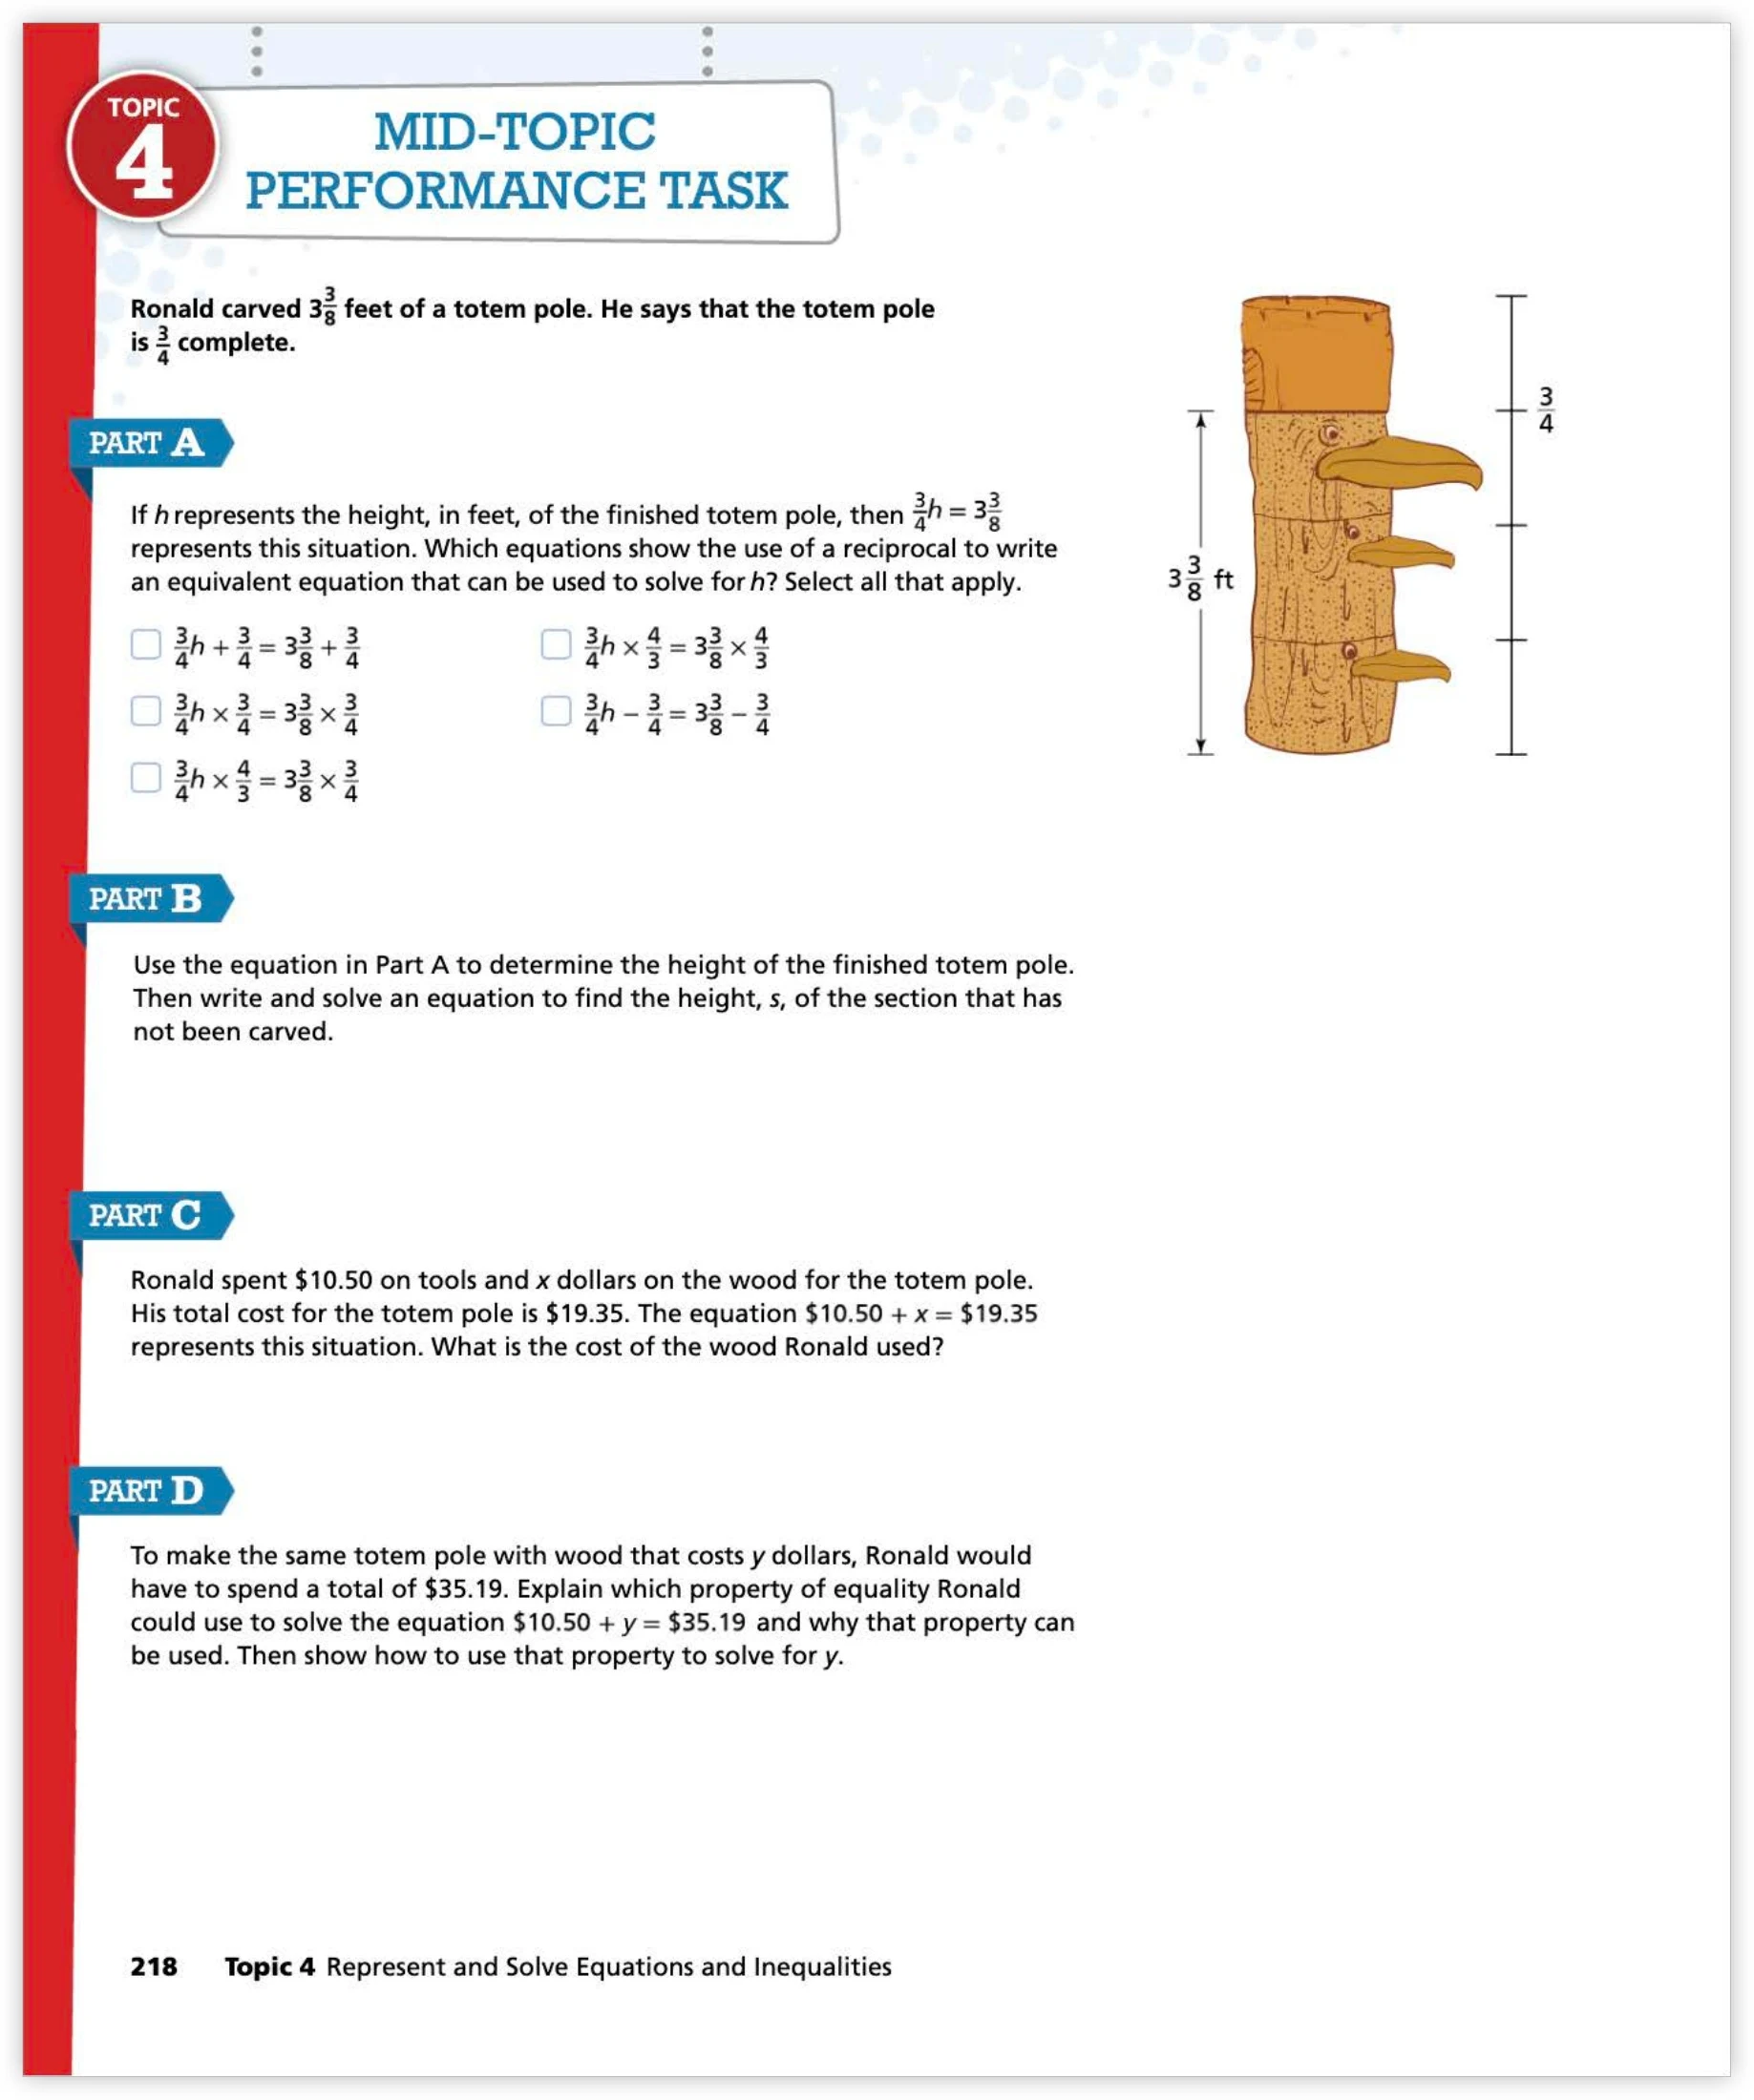 TOPIC
4
MID-TOPIC
PERFORMANCE TASK
Ronald carved 3 3/8 feet of a totem pole. He says that the totem pole
is 3/4 complete.
PART A
If h represents the height, in feet, of the finished totem pole, then 3/4h = 3 3/8
represents this situation. Which equations show the use of a reciprocal to write
an equivalent equation that can be used to solve for h? Select all that apply.
3/4h + 3/4 = 3 3/8 + 3/4
3/4h × 4/3 = 3 3/8 × 4/3
3/4h × 3/4 = 3 3/8 × 3/4
3/4h − 3/4 = 3 3/8 − 3/4
3/4h × 4/3 = 3 3/8 × 3/4
3/4
3 3/8 ft
PART B
Use the equation in Part A to determine the height of the finished totem pole.
Then write and solve an equation to find the height, s, of the section that has
not been carved.
PART C
Ronald spent $10.50 on tools and x dollars on the wood for the totem pole.
His total cost for the totem pole is $19.35. The equation $10.50 + x = $19.35
represents this situation. What is the cost of the wood Ronald used?
PART D
To make the same totem pole with wood that costs y dollars, Ronald would
have to spend a total of $35.19. Explain which property of equality Ronald
could use to solve the equation $10.50 + y = $35.19 and why that property can
be used. Then show how to use that property to solve for y.
218 Topic 4 Represent and Solve Equations and Inequalities